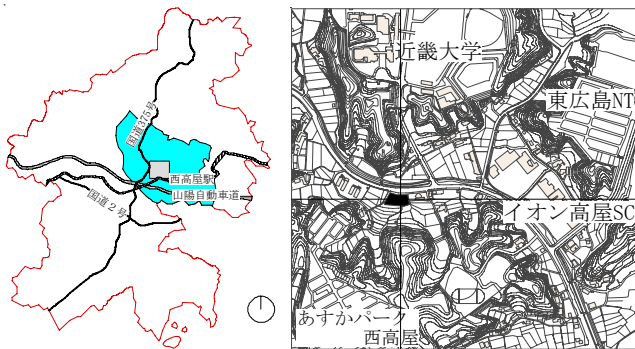 国道375号
西高屋駅
山陽自動車道
国道2号
近畿大学
東広島NT
イオン高屋SC
あすかパーク
西高屋